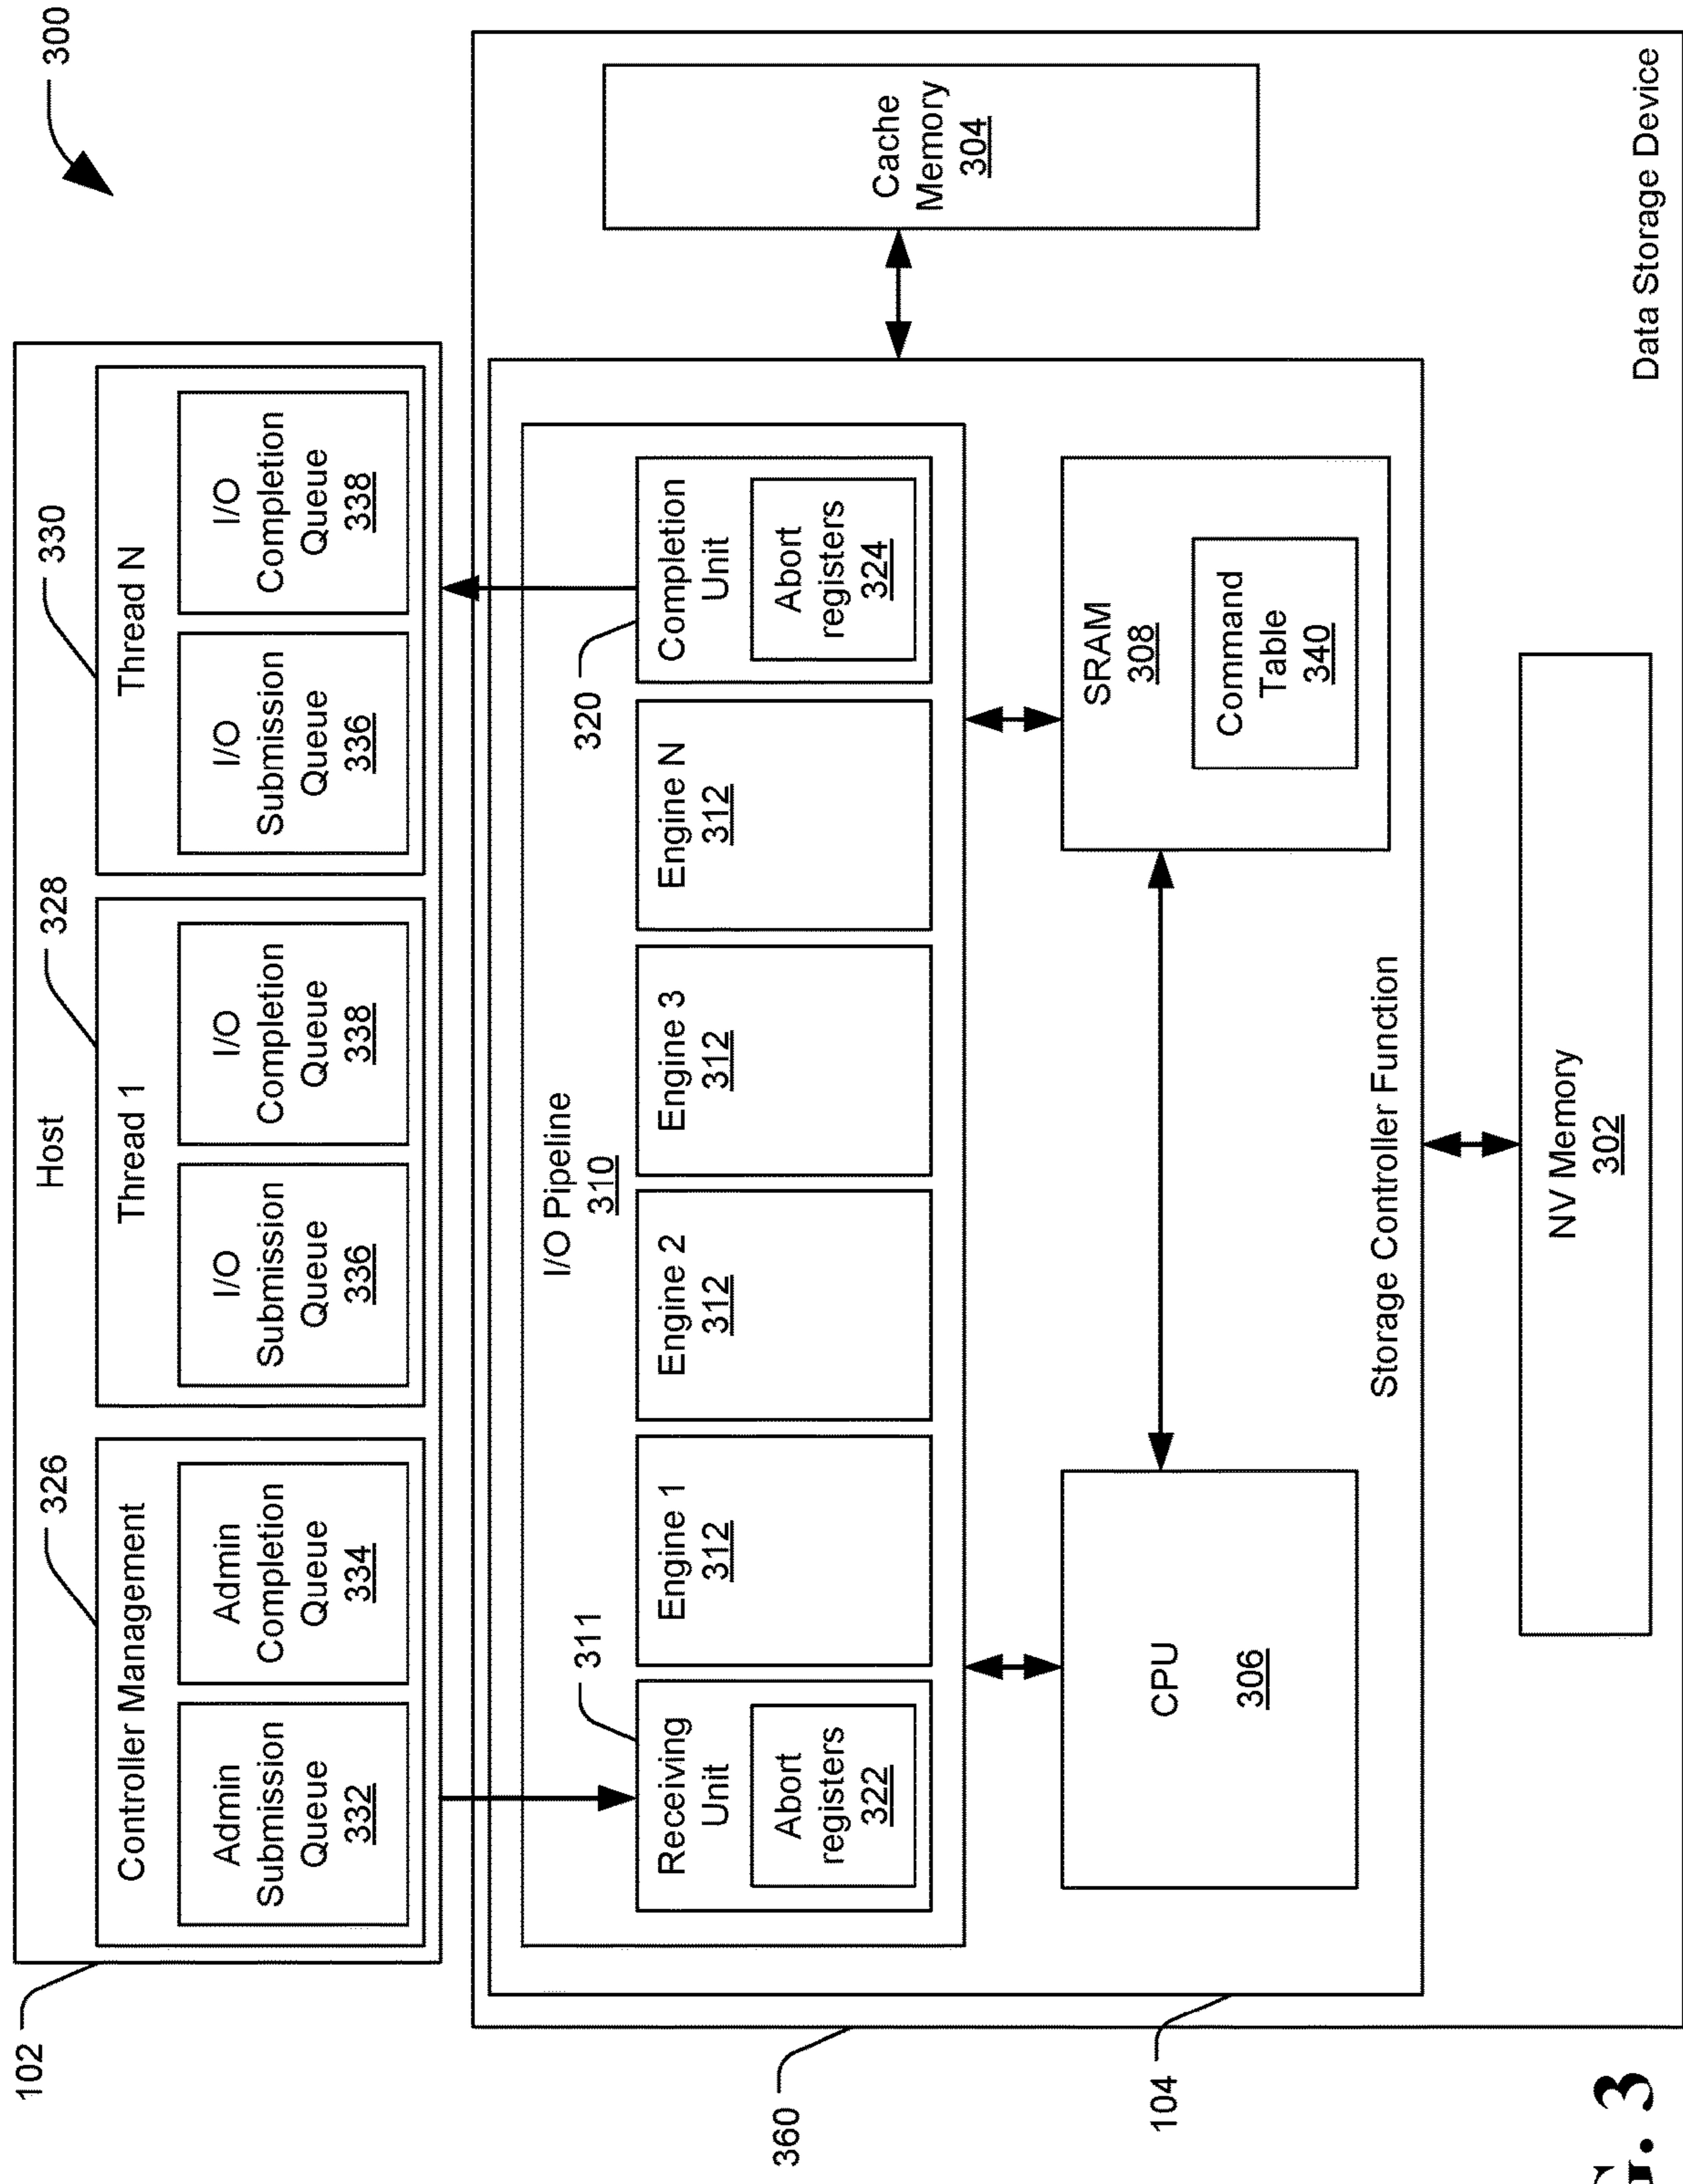 300
102
Host
326
328
330
Controller Management
Admin
Submission
Queue
332
Admin
Completion
Queue
334
Thread 1
I/O
Submission
Queue
336
I/O
Completion
Queue
338
Thread N
I/O
Submission
Queue
336
I/O
Completion
Queue
338
360
104
I/O Pipeline
310
311
Receiving
Unit
Abort
registers
322
Engine 1
312
Engine 2
312
Engine 3
312
Engine N
312
320
Completion
Unit
Abort
registers
324
Cache
Memory
304
CPU
306
SRAM
308
Command
Table
340
Storage Controller Function
NV Memory
302
Data Storage Device
G. 3